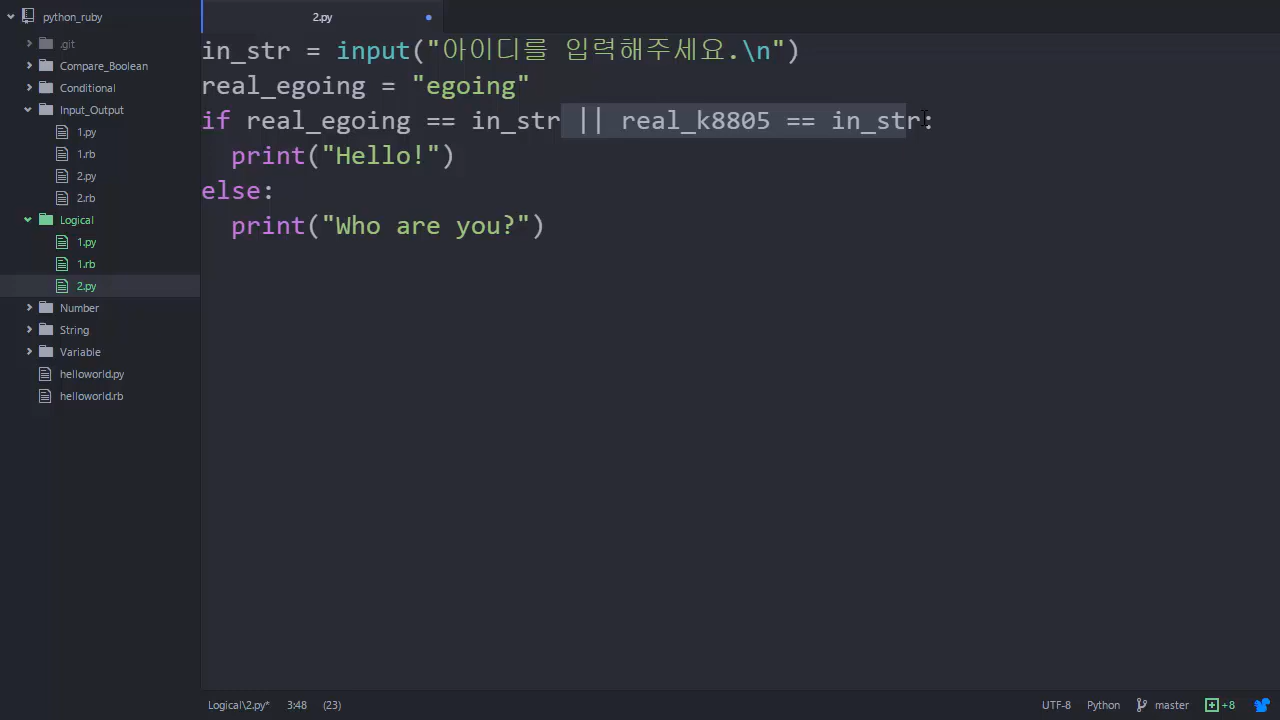 python_ruby
.git
Compare_Boolean
Conditional
Input_Output
1.py
1.rb
2.py
2.rb
Logical
1.py
1.rb
2.py
Number
String
Variable
helloworld.py
helloworld.rb
2.py
in_str = input("아이디를 입력해주세요.\n")
real_egoing = "egoing"
if real_egoing == in_str || real_k8805 == in_str:
print("Hello!")
else:
print("Who are you?")
Logical\2.py* 3:48 (23) UTF-8 Python master +8